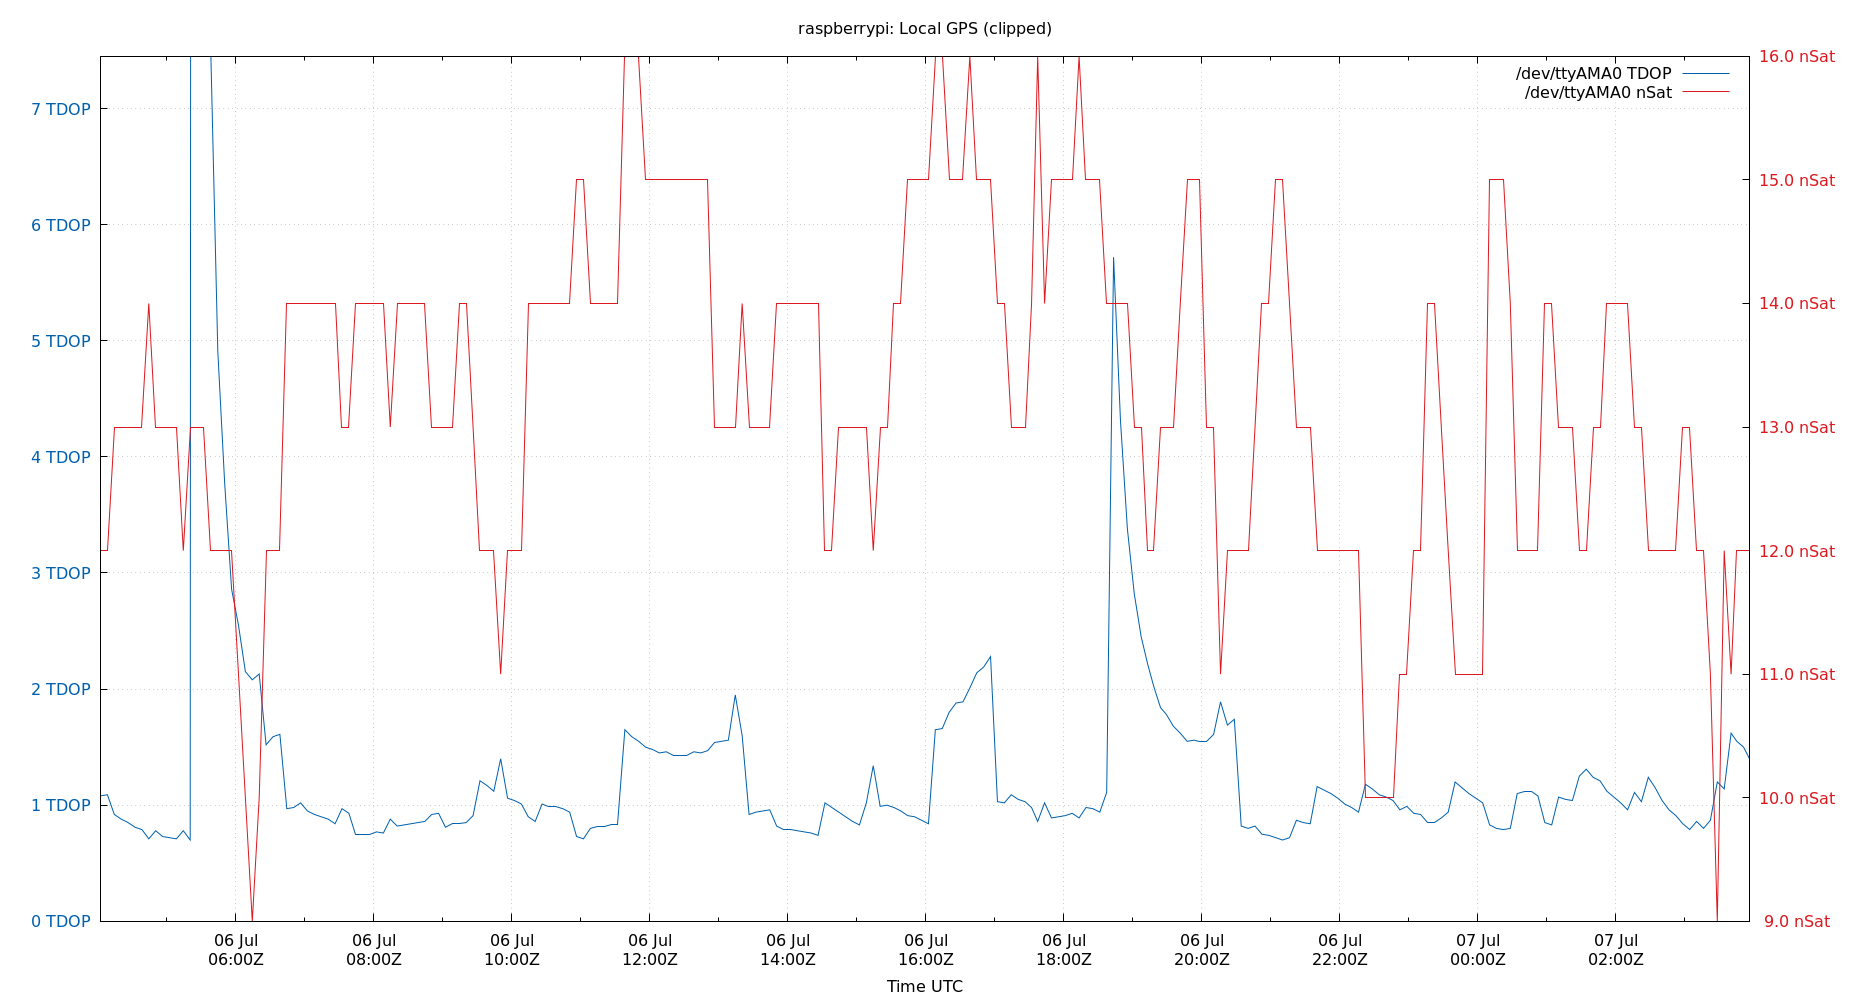 raspberrypi: Local GPS (clipped)
/dev/ttyAMA0 TDOP
/dev/ttyAMA0 nSat
7 TDOP
6 TDOP
5 TDOP
4 TDOP
3 TDOP
2 TDOP
1 TDOP
0 TDOP
16.0 nSat
15.0 nSat
14.0 nSat
13.0 nSat
12.0 nSat
11.0 nSat
10.0 nSat
9.0 nSat
06 Jul 06 Jul 06 Jul 06 Jul 06 Jul 06 Jul 06 Jul 06 Jul 06 Jul 07 Jul 07 Jul
06:00Z 08:00Z 10:00Z 12:00Z 14:00Z 16:00Z 18:00Z 20:00Z 22:00Z 00:00Z 02:00Z
Time UTC